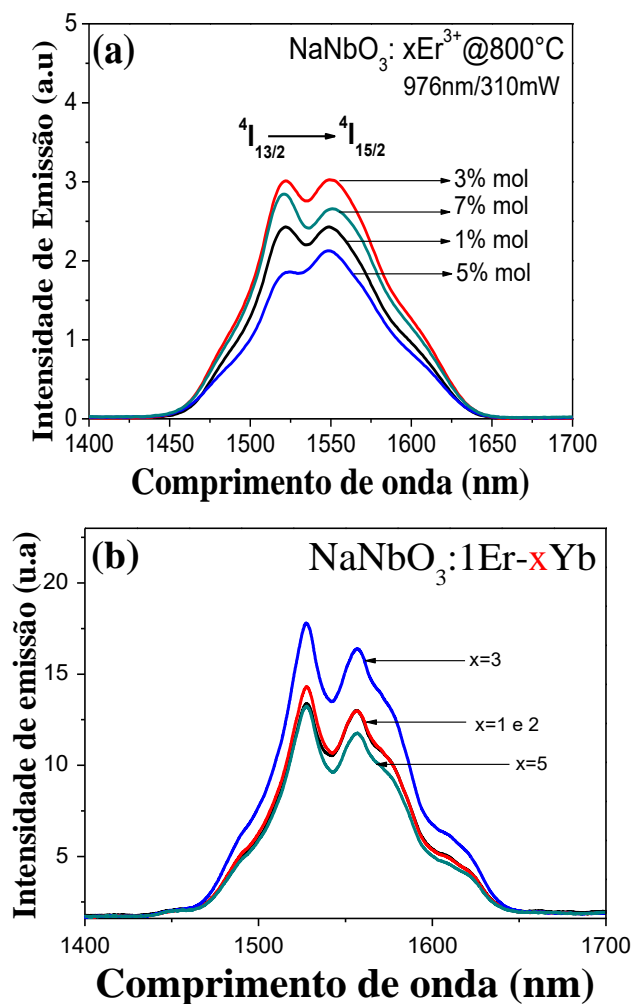 (a)
NaNbO3: xEr3+@800°C
976nm/310mW
4I13/2 → 4I15/2
3% mol
7% mol
1% mol
5% mol
Intensidade de Emissão (a.u)
5
4
3
2
1
0
1400 1450 1500 1550 1600 1650 1700
Comprimento de onda (nm)
(b)
NaNbO3:1Er-xYb
x=3
x=1 e 2
x=5
Intensidade de emissão (u.a)
20
15
10
5
1400 1500 1600 1700
Comprimento de onda (nm)